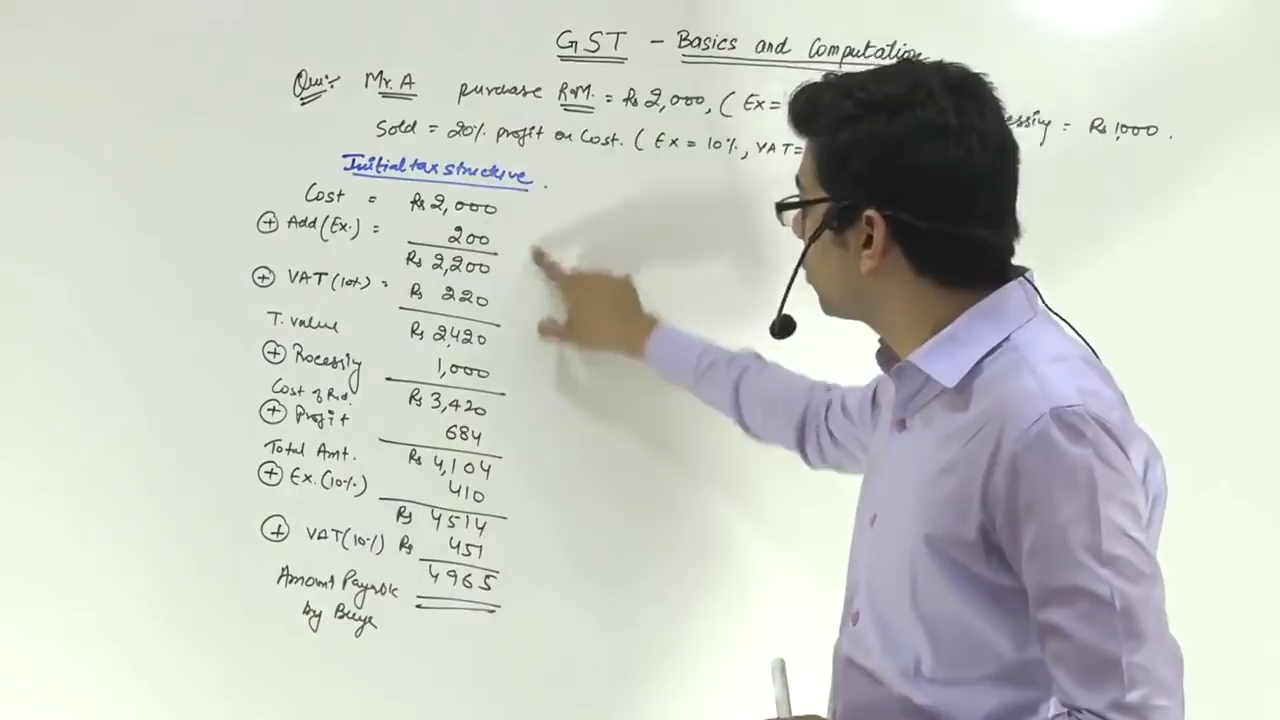 GST - Basics and Computation
Que:- Mr. A purchase R.M. = Rs 2,000, ( Ex = essing = Rs 1,000.
Sold = 20% profit on Cost. ( Ex = 10%, VAT =
Initial tax structure.
Cost = Rs 2,000
+ Add (Ex.) = 200
Rs 2,200
+ VAT (10%) = Rs 220
T. value Rs 2,420
+ Processing 1,000
Cost of Prd. Rs 3,420
+ Profit 684
Total Amt. Rs 4,104
+ Ex. (10%) 410
Rs 4514
+ VAT (10%) Rs 451
4965
Amount Payable
by Buyer